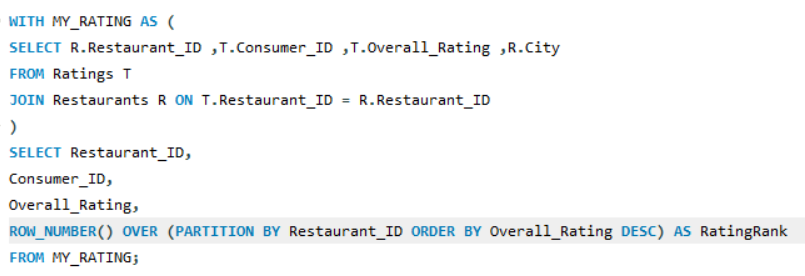 WITH MY_RATING AS (
SELECT R.Restaurant_ID ,T.Consumer_ID ,T.Overall_Rating ,R.City
FROM Ratings T
JOIN Restaurants R ON T.Restaurant_ID = R.Restaurant_ID
)
SELECT Restaurant_ID,
Consumer_ID,
Overall_Rating,
ROW_NUMBER() OVER (PARTITION BY Restaurant_ID ORDER BY Overall_Rating DESC) AS RatingRank
FROM MY_RATING;